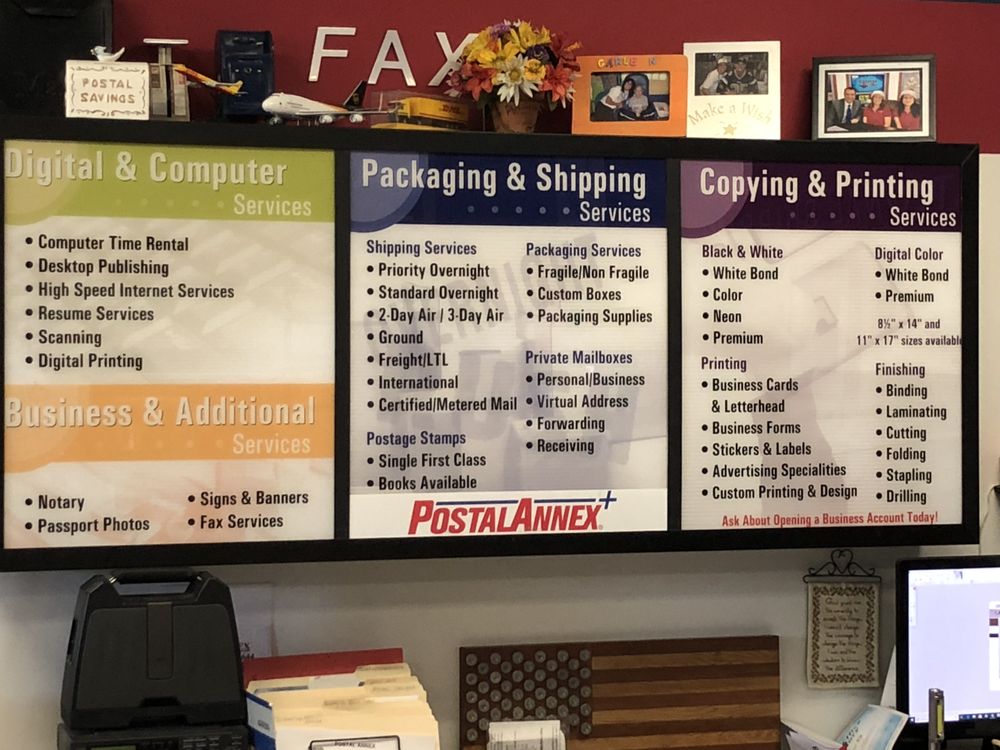 FAX
POSTAL
SAVINGS
Make a Wish
Digital & Computer
Services
• Computer Time Rental
• Desktop Publishing
• High Speed Internet Services
• Resume Services
• Scanning
• Digital Printing
Business & Additional
Services
• Notary
• Passport Photos
• Signs & Banners
• Fax Services
Packaging & Shipping
Services
Shipping Services
• Priority Overnight
• Standard Overnight
• 2-Day Air / 3-Day Air
• Ground
• Freight/LTL
• International
• Certified/Metered Mail
Postage Stamps
• Single First Class
• Books Available
Packaging Services
• Fragile/Non Fragile
• Custom Boxes
• Packaging Supplies
Private Mailboxes
• Personal/Business
• Virtual Address
• Forwarding
• Receiving
POSTALANNEX+
Copying & Printing
Services
Black & White
• White Bond
• Color
• Neon
• Premium
Printing
• Business Cards
& Letterhead
• Business Forms
• Stickers & Labels
• Advertising Specialities
• Custom Printing & Design
Digital Color
• White Bond
• Premium
8½" x 14" and
11" x 17" sizes available
Finishing
• Binding
• Laminating
• Cutting
• Folding
• Stapling
• Drilling
Ask About Opening a Business Account Today!
POSTAL ANNEX